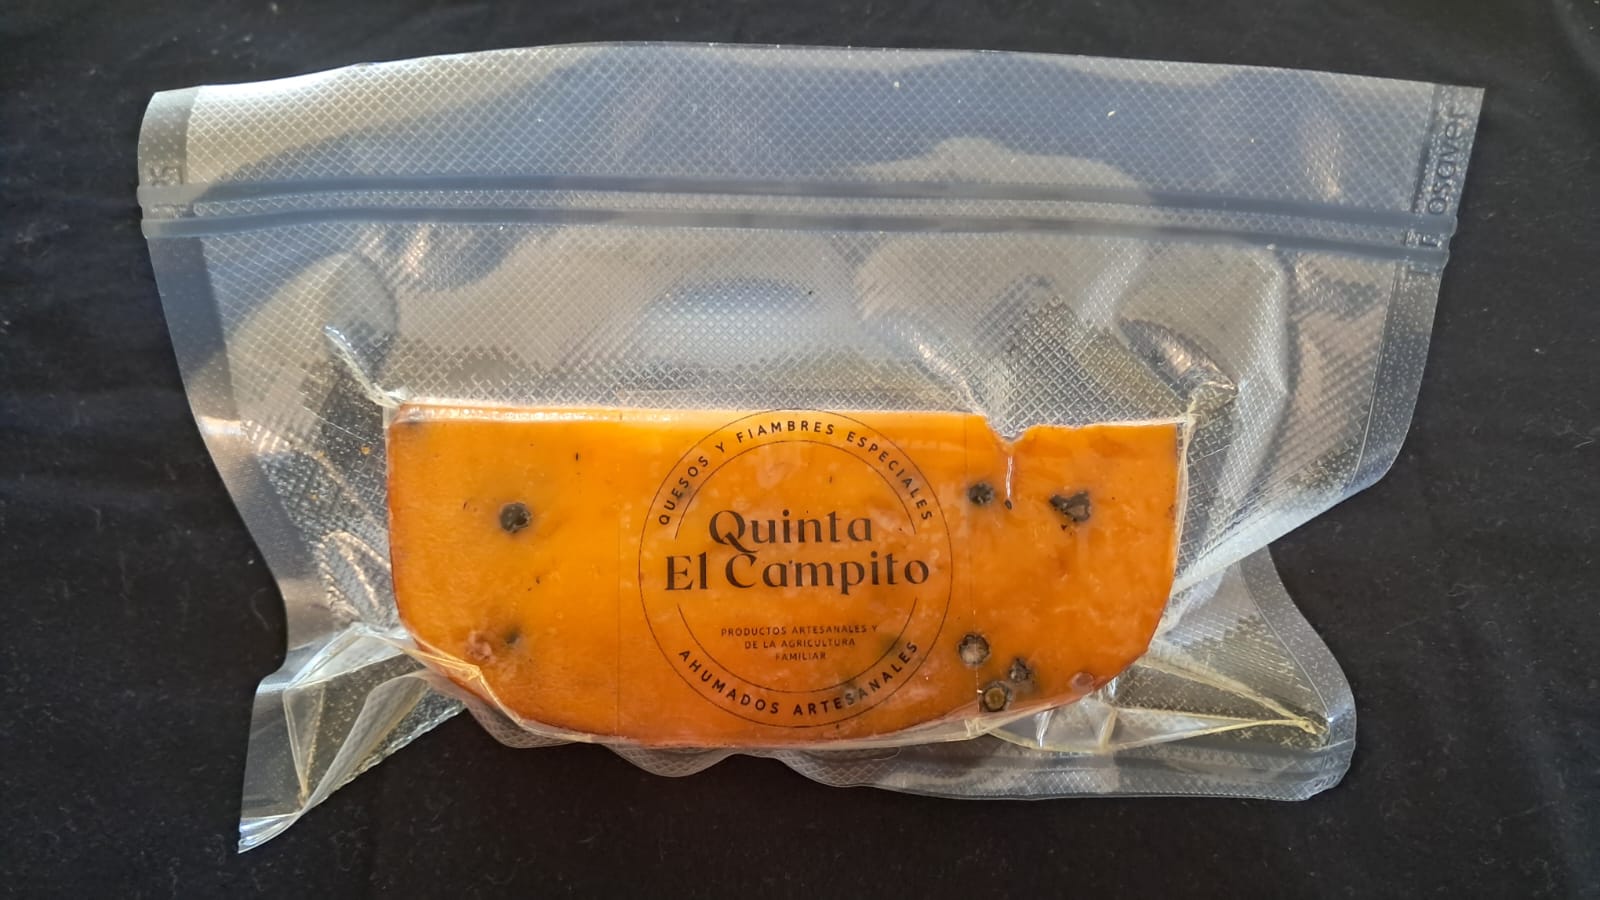 QUESOS Y FIAMBRES ESPECIALES
Quinta
El Campito
PRODUCTOS ARTESANALES Y
DE LA AGRICULTURA
FAMILIAR
AHUMADOS ARTESANALES